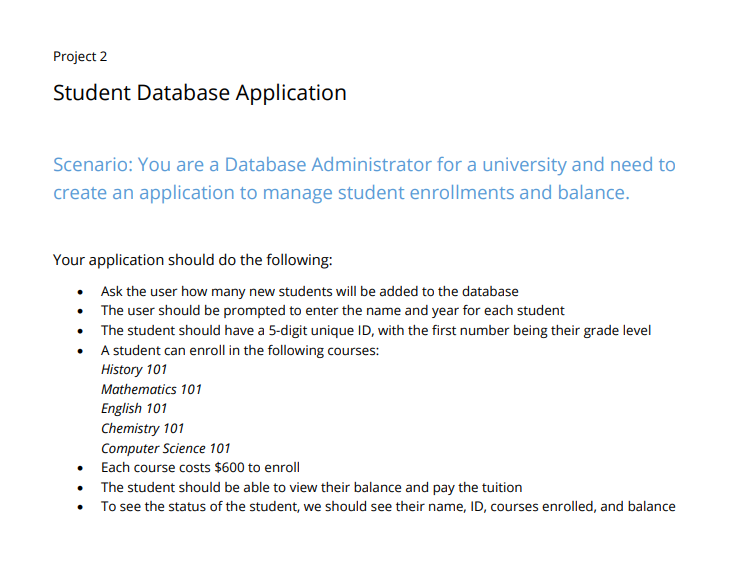 Project 2
Student Database Application
Scenario: You are a Database Administrator for a university and need to
create an application to manage student enrollments and balance.
Your application should do the following:
• Ask the user how many new students will be added to the database
• The user should be prompted to enter the name and year for each student
• The student should have a 5-digit unique ID, with the first number being their grade level
• A student can enroll in the following courses:
History 101
Mathematics 101
English 101
Chemistry 101
Computer Science 101
• Each course costs $600 to enroll
• The student should be able to view their balance and pay the tuition
• To see the status of the student, we should see their name, ID, courses enrolled, and balance